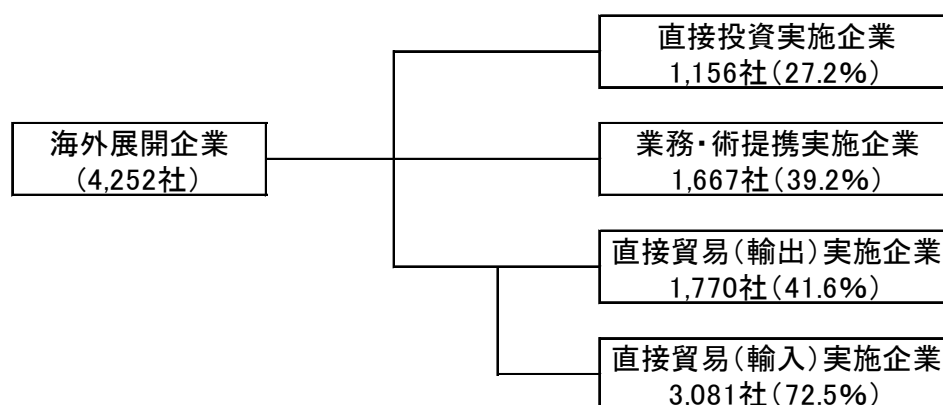 海外展開企業
(4,252社)
直接投資実施企業
1,156社(27.2%)
業務・術提携実施企業
1,667社(39.2%)
直接貿易(輸出)実施企業
1,770社(41.6%)
直接貿易(輸入)実施企業
3,081社(72.5%)